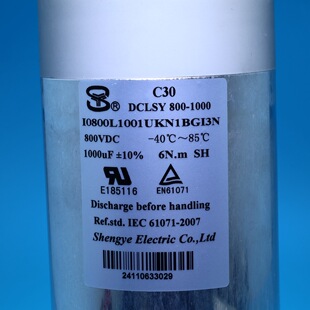 C30
DCLSY 800-1000
I0800L1001UKN1BGI3N
800VDC -40℃~85℃
1000uF ±10% 6N.m SH
E185116 EN61071
Discharge before handling
Ref.std. IEC 61071-2007
Shengye Electric Co.,Ltd
24110633029